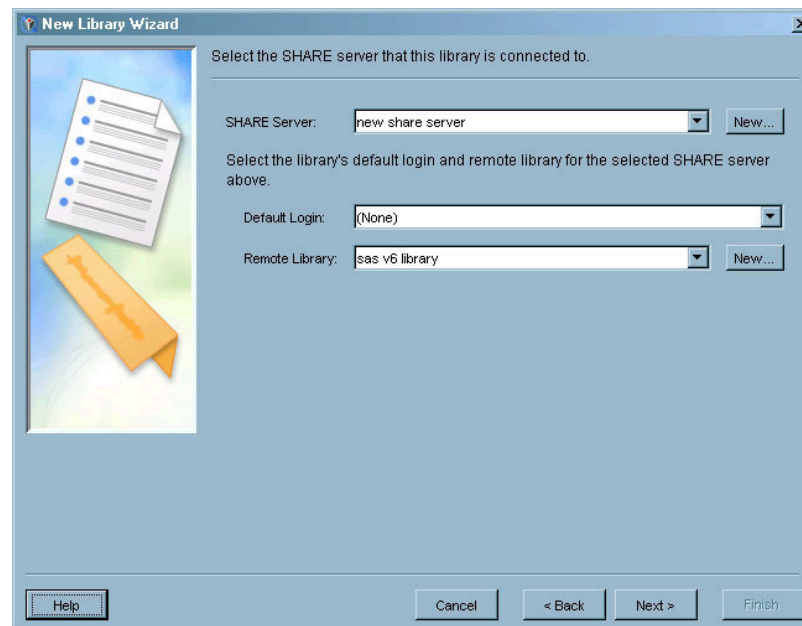 New Library Wizard
Select the SHARE server that this library is connected to.
SHARE Server: new share server New...
Select the library's default login and remote library for the selected SHARE server
above.
Default Login: (None)
Remote Library: sas v6 library New...
Help Cancel < Back Next > Finish